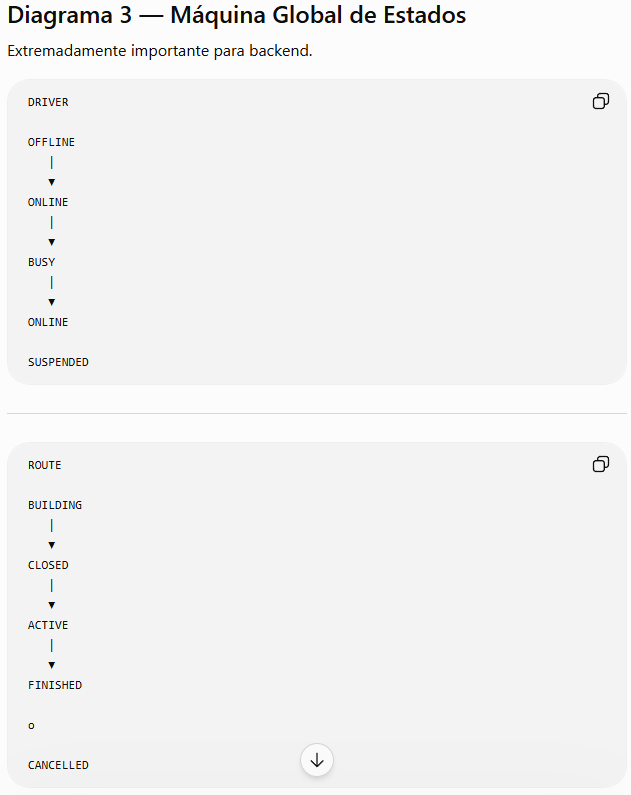 Diagrama 3 — Máquina Global de Estados
Extremadamente importante para backend.
DRIVER
OFFLINE
|
▼
ONLINE
|
▼
BUSY
|
▼
ONLINE
SUSPENDED
ROUTE
BUILDING
|
▼
CLOSED
|
▼
ACTIVE
|
▼
FINISHED
o
CANCELLED